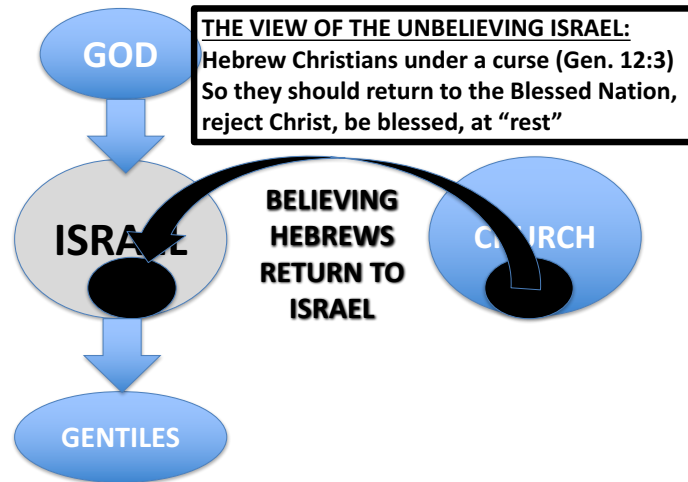 GOD
THE VIEW OF THE UNBELIEVING ISRAEL:
Hebrew Christians under a curse (Gen. 12:3)
So they should return to the Blessed Nation,
reject Christ, be blessed, at “rest”
ISRAEL
BELIEVING
HEBREWS
RETURN TO
ISRAEL
CHURCH
GENTILES